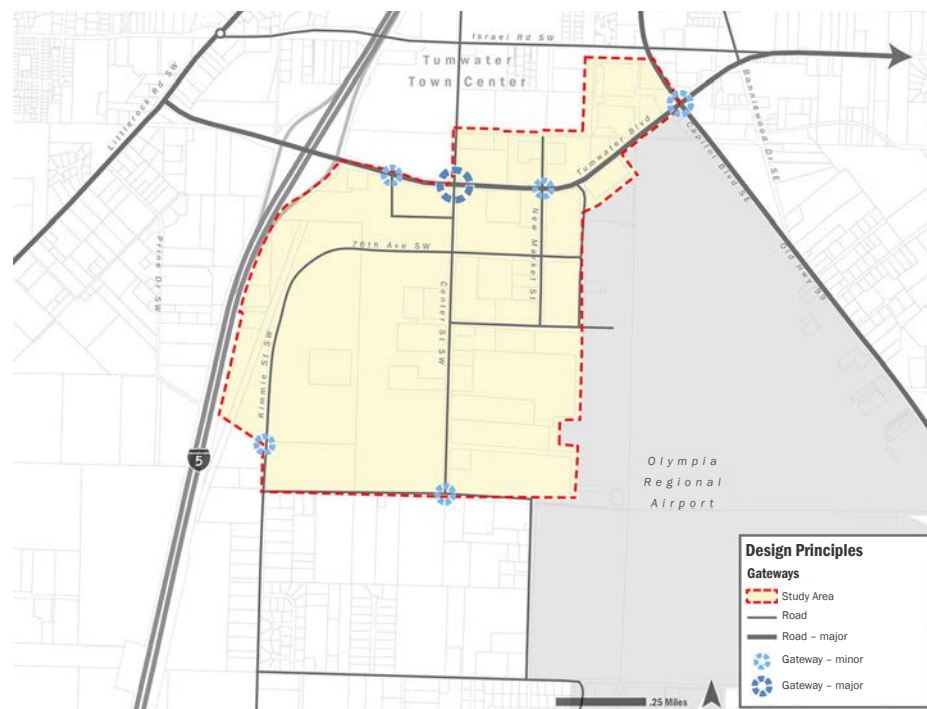 Israel Rd SW
Tumwater
Town Center
Littlerock Rd SW
Bonniewood Dr SE
Tumwater Blvd
Capitol Blvd SE
New Market St
76th Ave SW
Prine Dr SW
Old Hwy 99
Center St SW
Kimmie St SW
5
Olympia
Regional
Airport
Design Principles
Gateways
Study Area
Road
Road – major
Gateway – minor
Gateway – major
.25 Miles